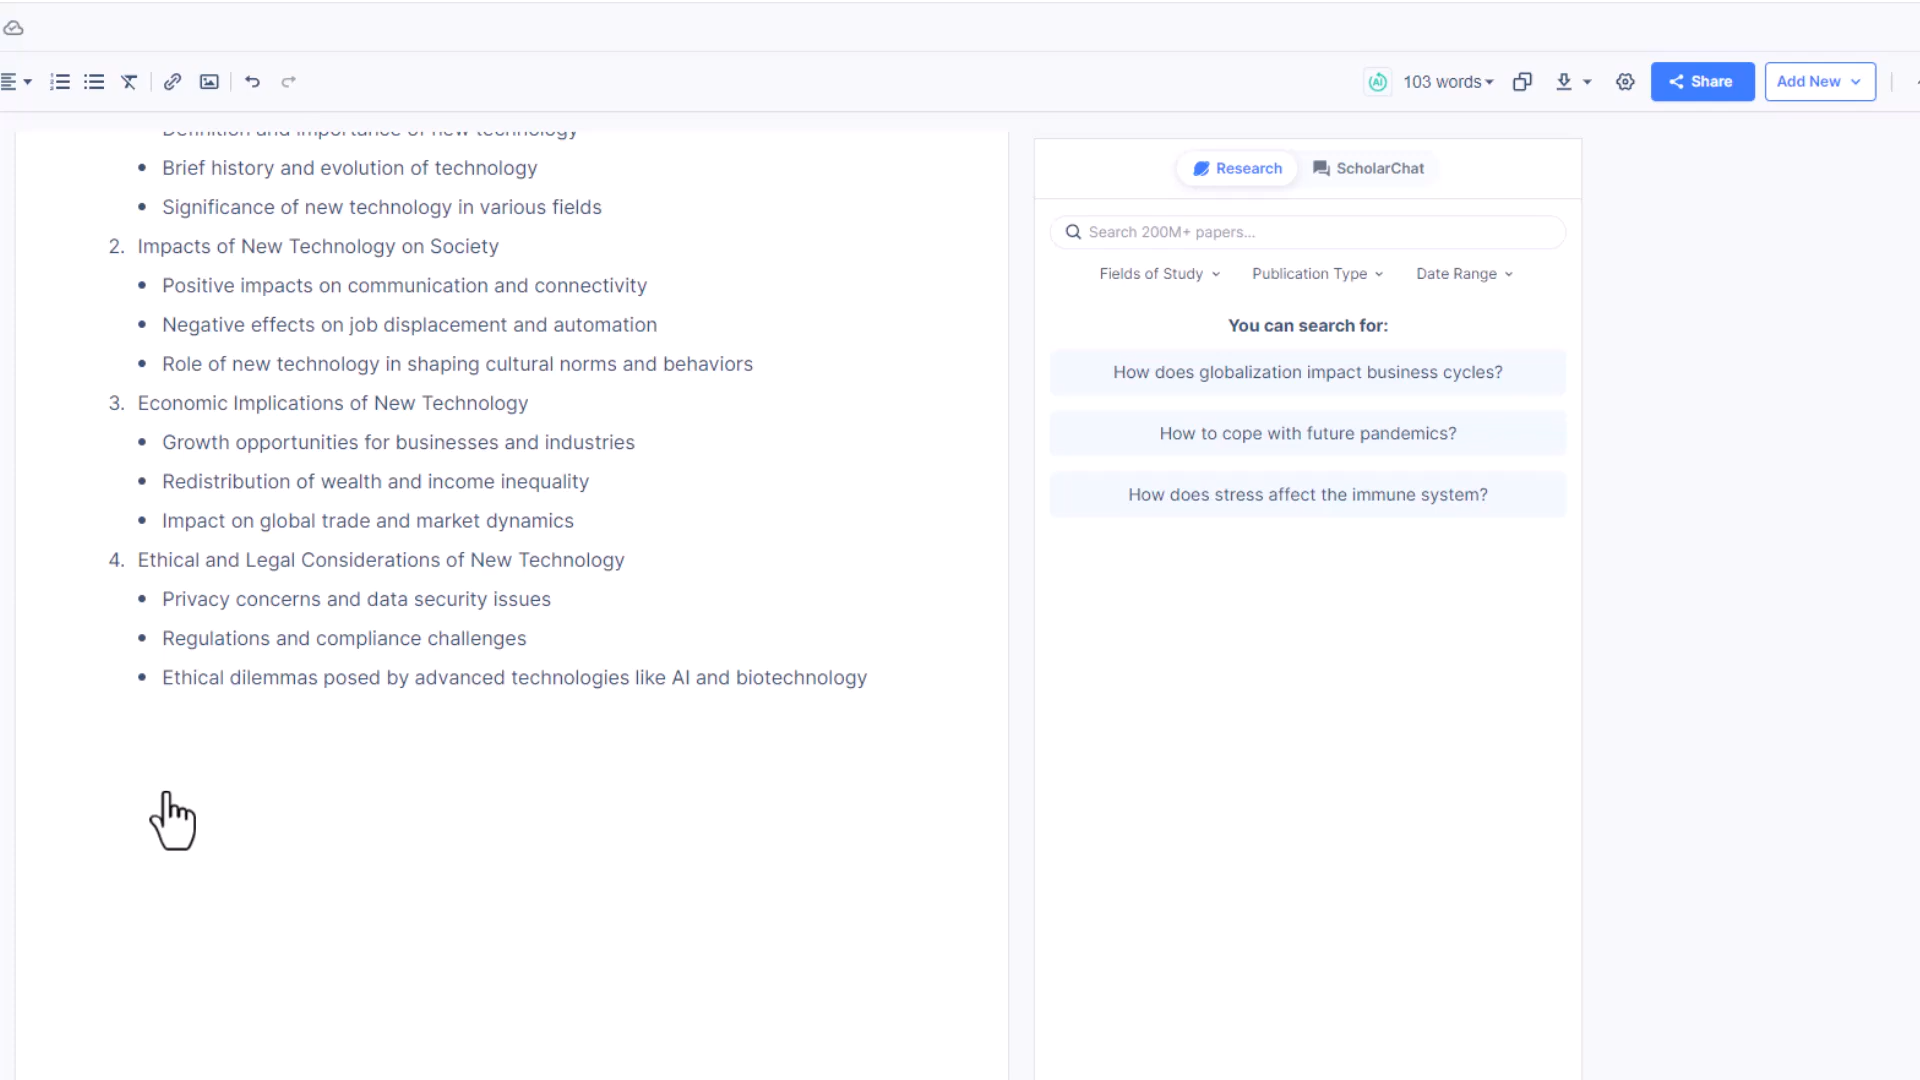 AI 103 words
Share
Add New
Definition and importance of new technology
• Brief history and evolution of technology
• Significance of new technology in various fields
2. Impacts of New Technology on Society
• Positive impacts on communication and connectivity
• Negative effects on job displacement and automation
• Role of new technology in shaping cultural norms and behaviors
3. Economic Implications of New Technology
• Growth opportunities for businesses and industries
• Redistribution of wealth and income inequality
• Impact on global trade and market dynamics
4. Ethical and Legal Considerations of New Technology
• Privacy concerns and data security issues
• Regulations and compliance challenges
• Ethical dilemmas posed by advanced technologies like AI and biotechnology
Research
ScholarChat
Search 200M+ papers...
Fields of Study
Publication Type
Date Range
You can search for:
How does globalization impact business cycles?
How to cope with future pandemics?
How does stress affect the immune system?